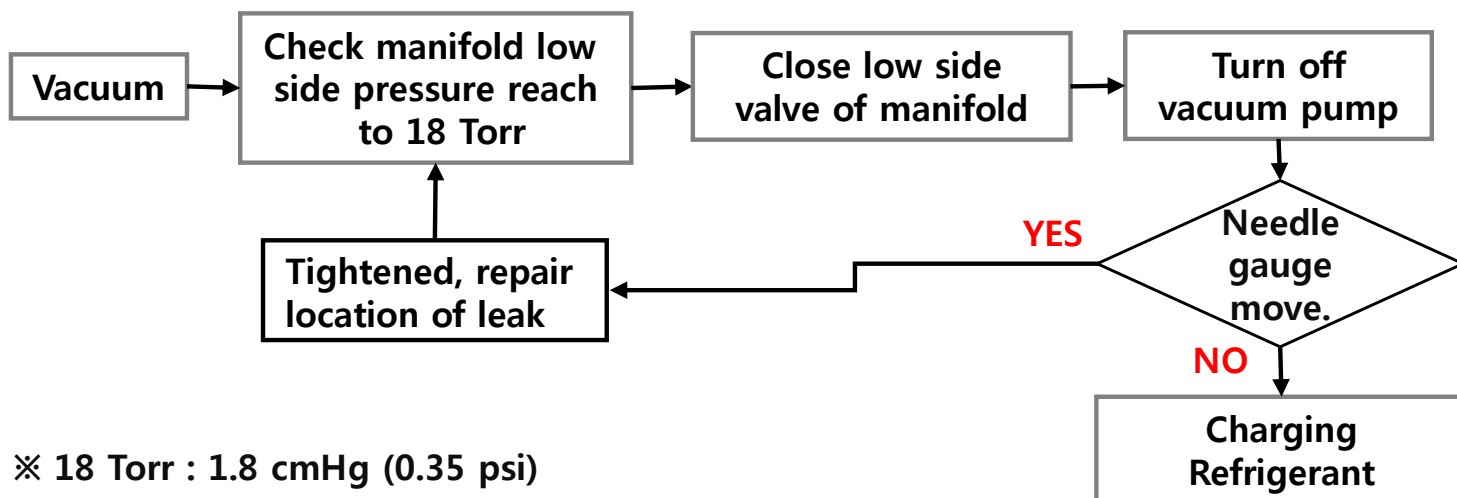 Vacuum
Check manifold low
side pressure reach
to 18 Torr
Close low side
valve of manifold
Turn off
vacuum pump
Needle
gauge
move.
YES
Tightened, repair
location of leak
NO
Charging
Refrigerant
※ 18 Torr : 1.8 cmHg (0.35 psi)